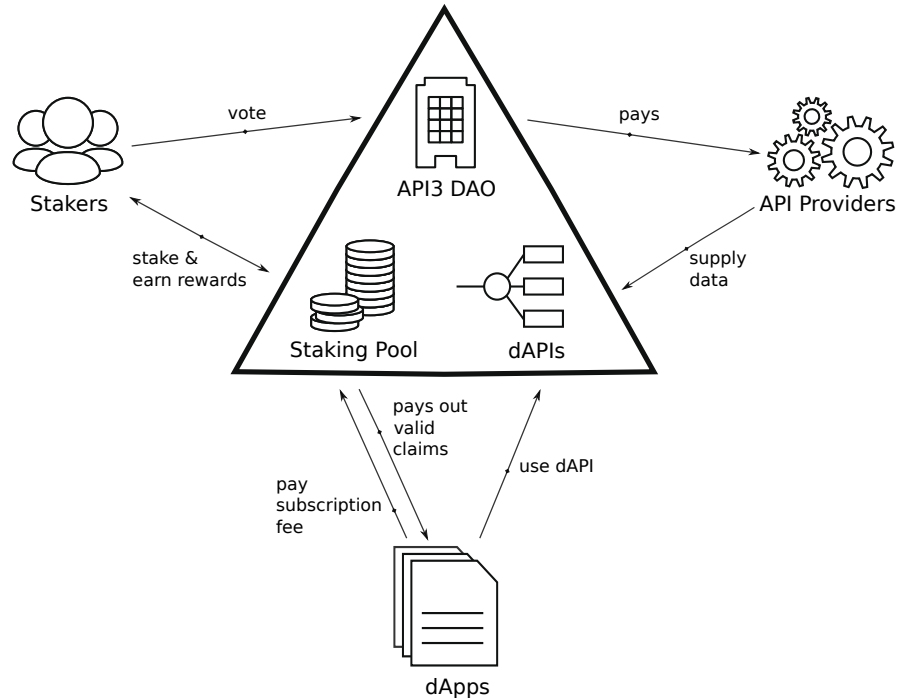 vote
pays
API3 DAO
Stakers
API Providers
stake &
earn rewards
supply
data
Staking Pool
dAPIs
pays out
valid
claims
use dAPI
pay
subscription
fee
dApps